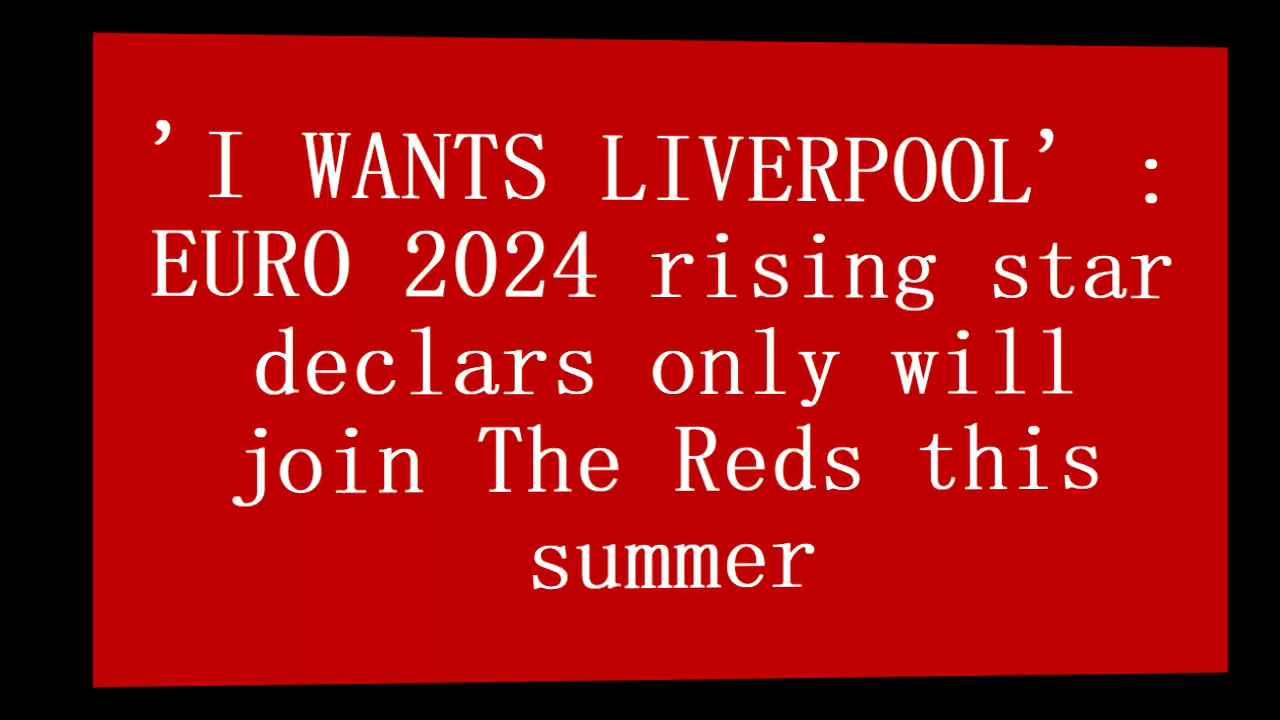 ’I WANTS LIVERPOOL’ :
EURO 2024 rising star
declars only will
join The Reds this
summer